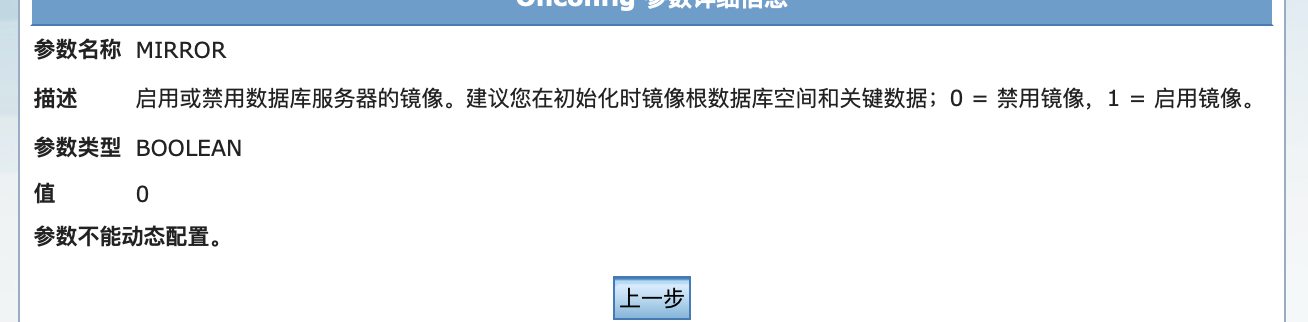 Onconfig 参数详细信息
参数名称 MIRROR
描述 启用或禁用数据库服务器的镜像。建议您在初始化时镜像根数据库空间和关键数据；0 = 禁用镜像，1 = 启用镜像。
参数类型 BOOLEAN
值 0
参数不能动态配置。
上一步